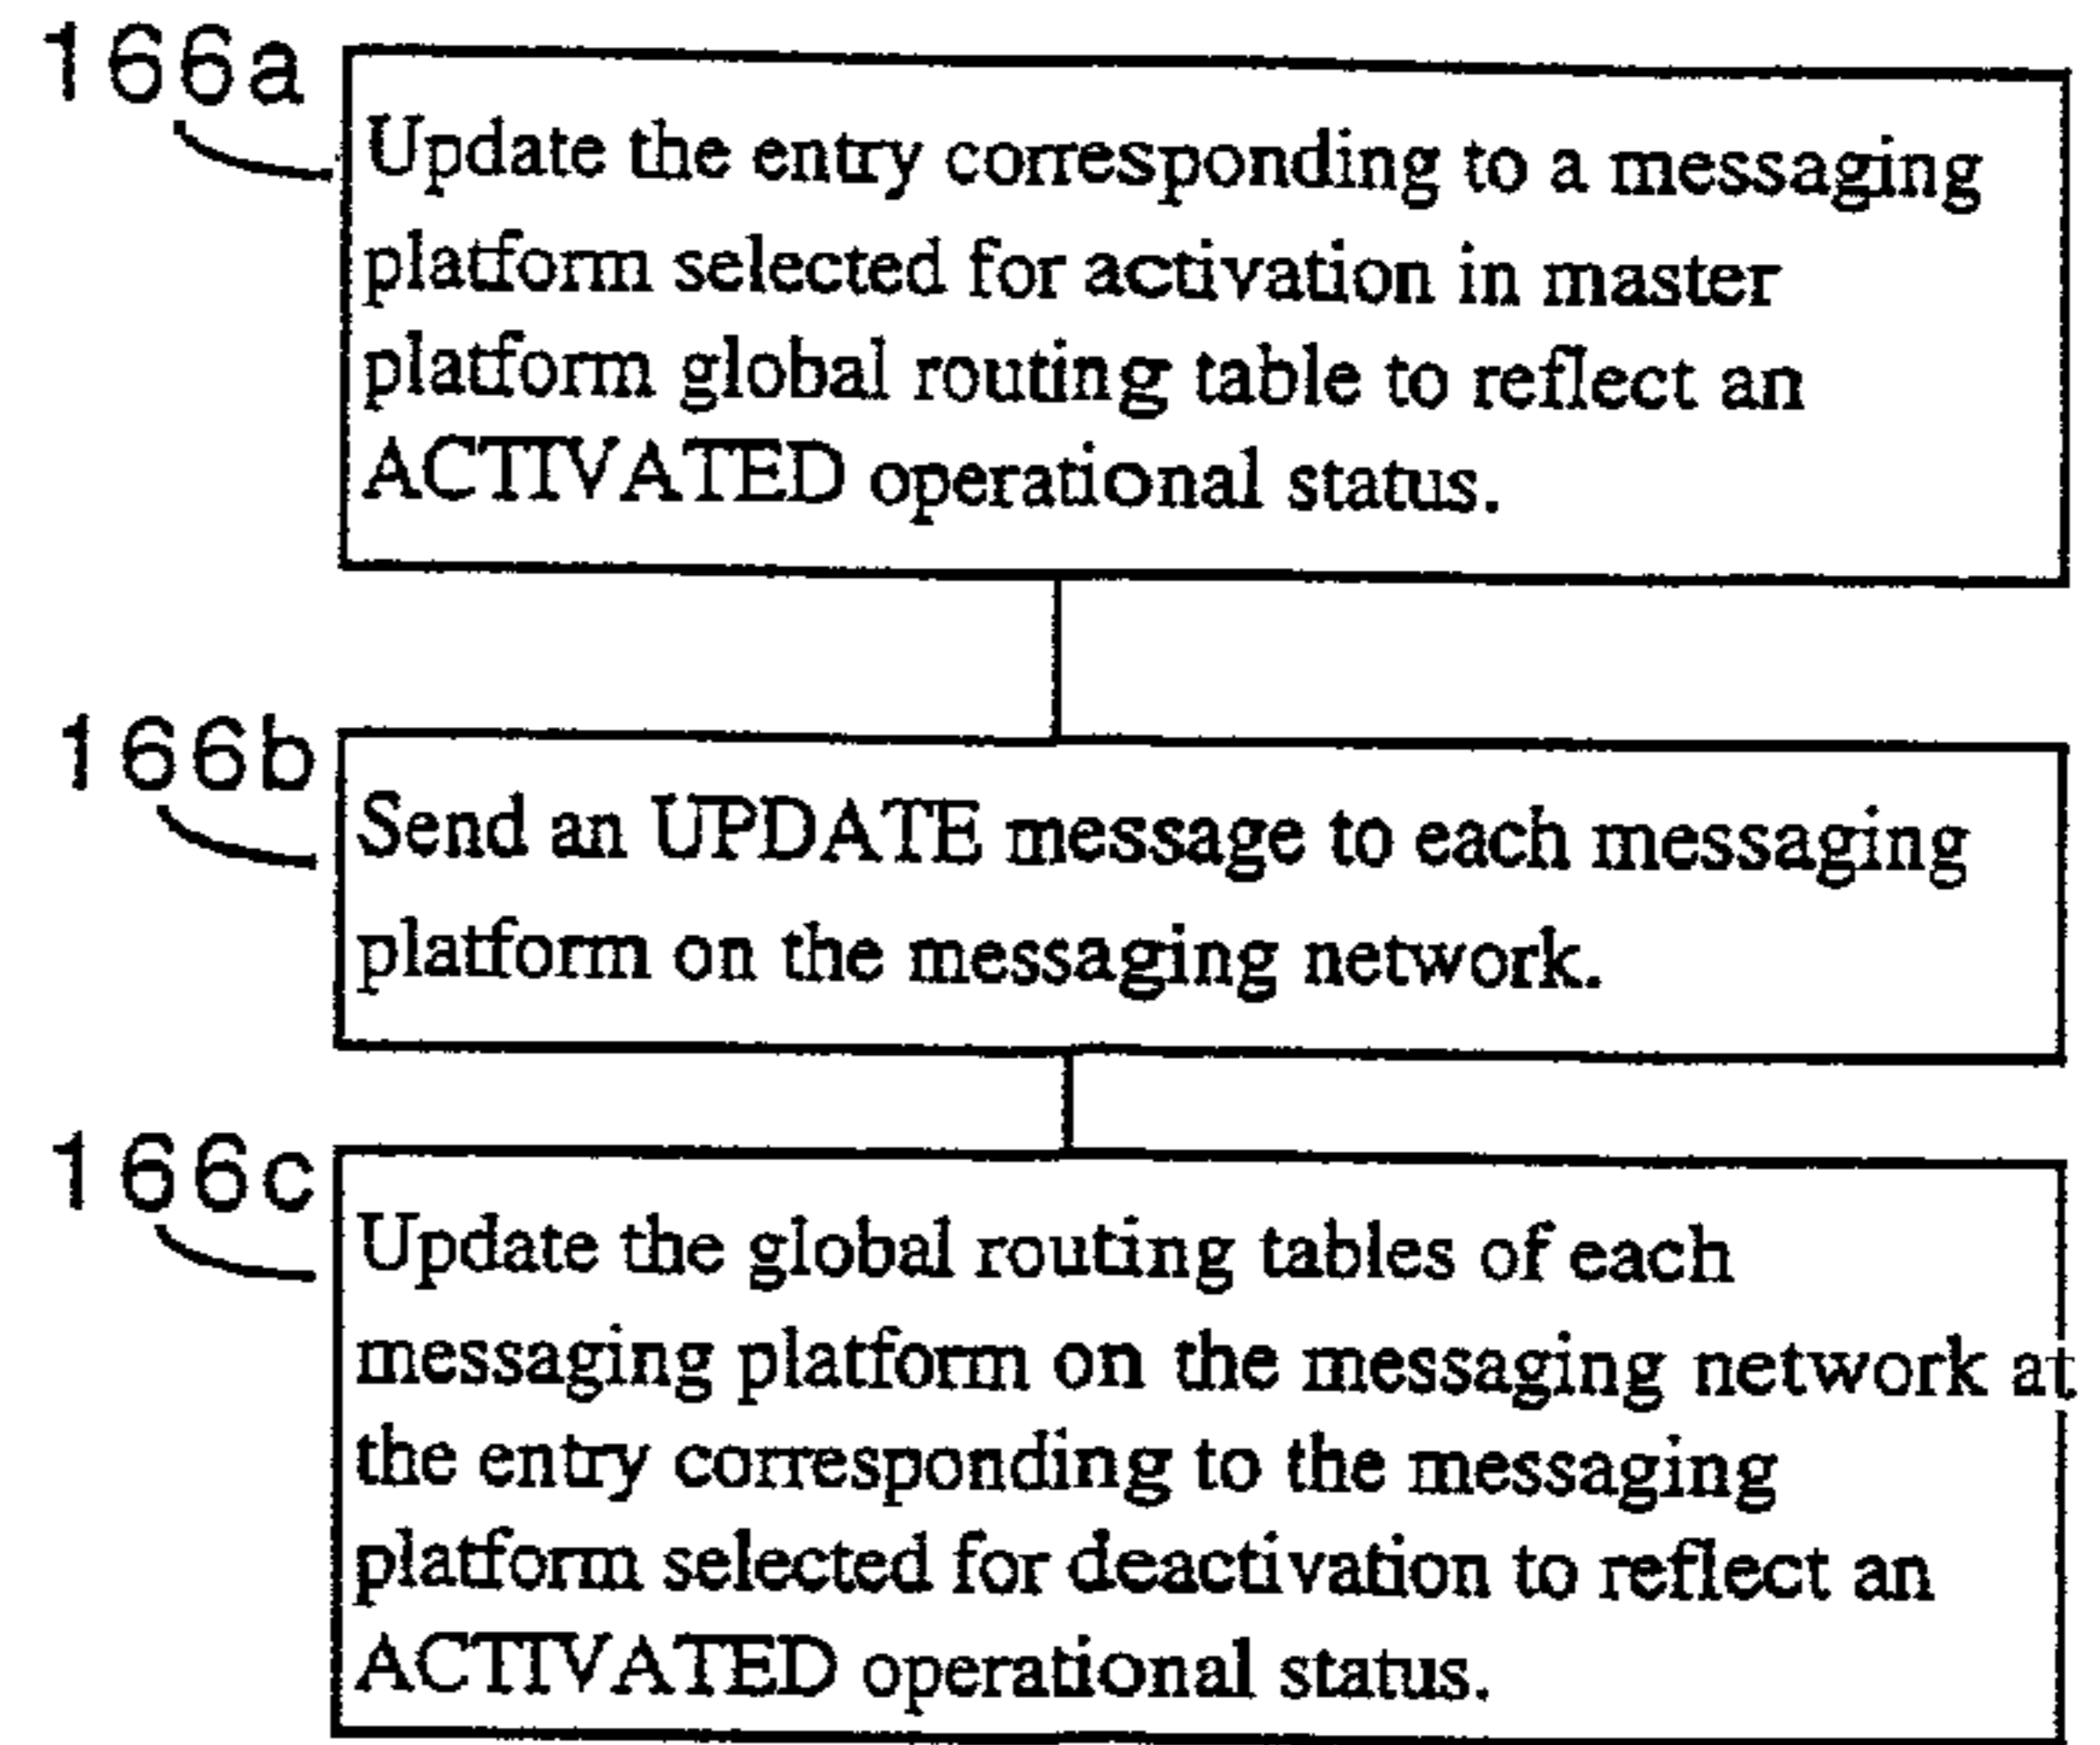 166a
Update the entry corresponding to a messaging
platform selected for activation in master
platform global routing table to reflect an
ACTIVATED operational status.
166b
Send an UPDATE message to each messaging
platform on the messaging network.
166c
Update the global routing tables of each
messaging platform on the messaging network at
the entry corresponding to the messaging
platform selected for deactivation to reflect an
ACTIVATED operational status.